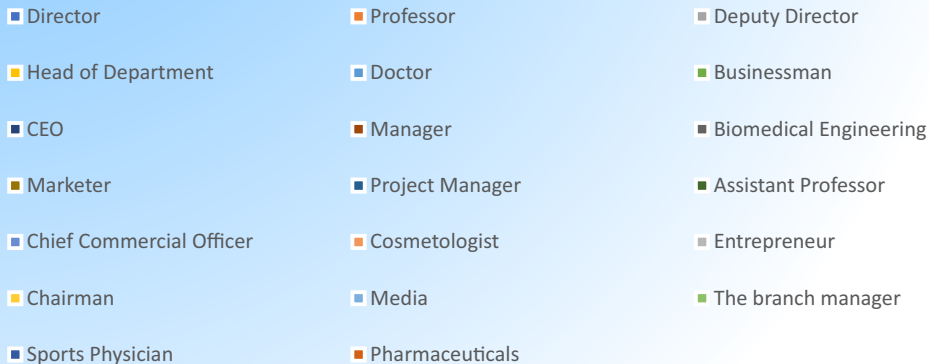 Director Professor Deputy Director
Head of Department Doctor Businessman
CEO Manager Biomedical Engineering
Marketer Project Manager Assistant Professor
Chief Commercial Officer Cosmetologist Entrepreneur
Chairman Media The branch manager
Sports Physician Pharmaceuticals